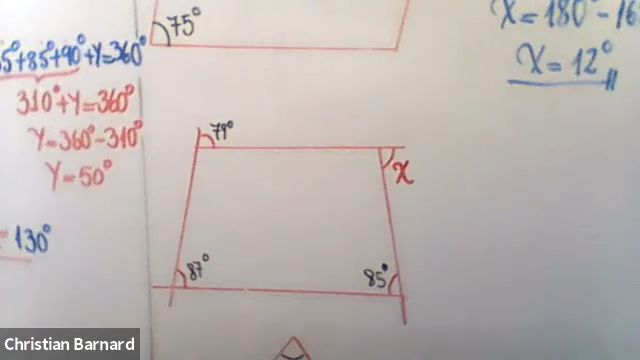 75°
5°+85°+90°+Y=360°
310°+Y=360°
Y=360°-310°
Y=50°
=130°
X=180°-16
X=12°
79°
X
87°
85°
Christian Barnard